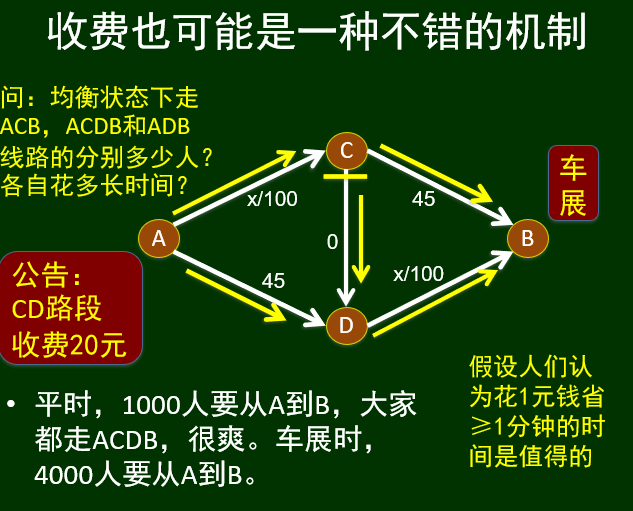 收费也可能是一种不错的机制
问：均衡状态下走
ACB，ACDB和ADB
线路的分别多少人？
各自花多长时间？
C
车
展
x/100
45
A
0
B
公告：
CD路段
收费20元
45
x/100
D
假设人们认
为花1元钱省
≥1分钟的时
间是值得的
• 平时，1000人要从A到B，大家
都走ACDB，很爽。车展时，
4000人要从A到B。